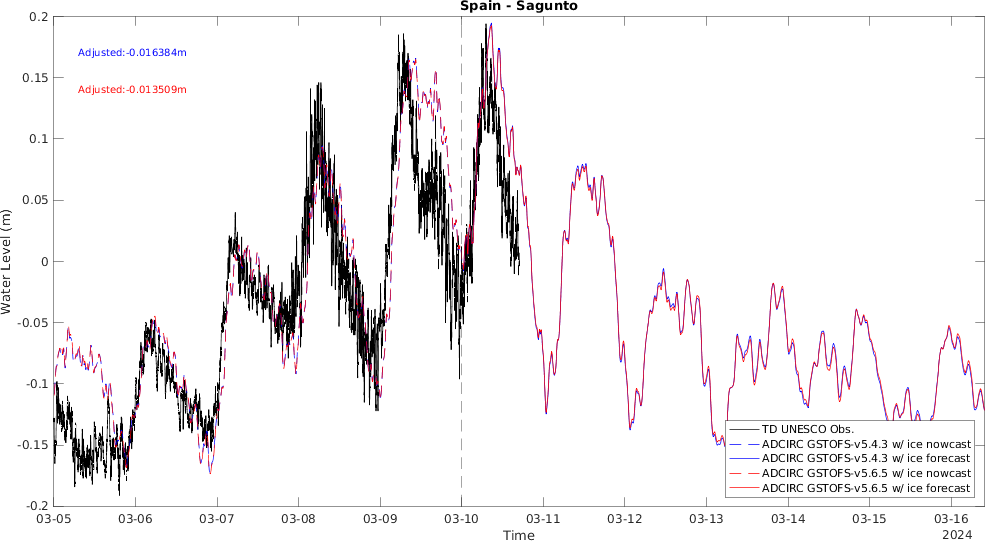 Spain - Sagunto
0.2
0.15
0.1
0.05
0
-0.05
-0.1
-0.15
-0.2
Water Level (m)
Adjusted:-0.016384m
Adjusted:-0.013509m
TD UNESCO Obs.
ADCIRC GSTOFS-v5.4.3 w/ ice nowcast
ADCIRC GSTOFS-v5.4.3 w/ ice forecast
ADCIRC GSTOFS-v5.6.5 w/ ice nowcast
ADCIRC GSTOFS-v5.6.5 w/ ice forecast
03-05 03-06 03-07 03-08 03-09 03-10 03-11 03-12 03-13 03-14 03-15 03-16
Time
2024